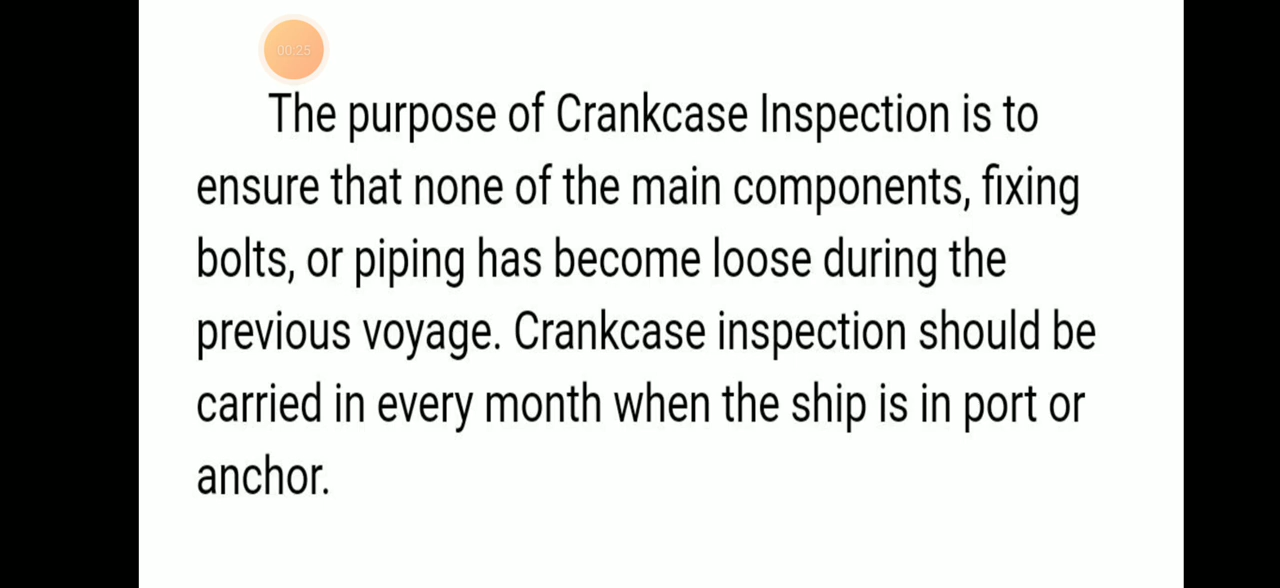 00:25
The purpose of Crankcase Inspection is to
ensure that none of the main components, fixing
bolts, or piping has become loose during the
previous voyage. Crankcase inspection should be
carried in every month when the ship is in port or
anchor.